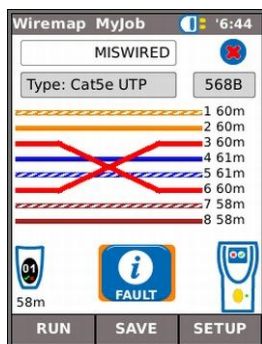 Wiremap MyJob '6:44
MISWIRED
Type: Cat5e UTP 568B
1 60m
2 60m
3 60m
4 61m
5 61m
6 60m
7 58m
8 58m
01
i
58m
FAULT
RUN SAVE SETUP